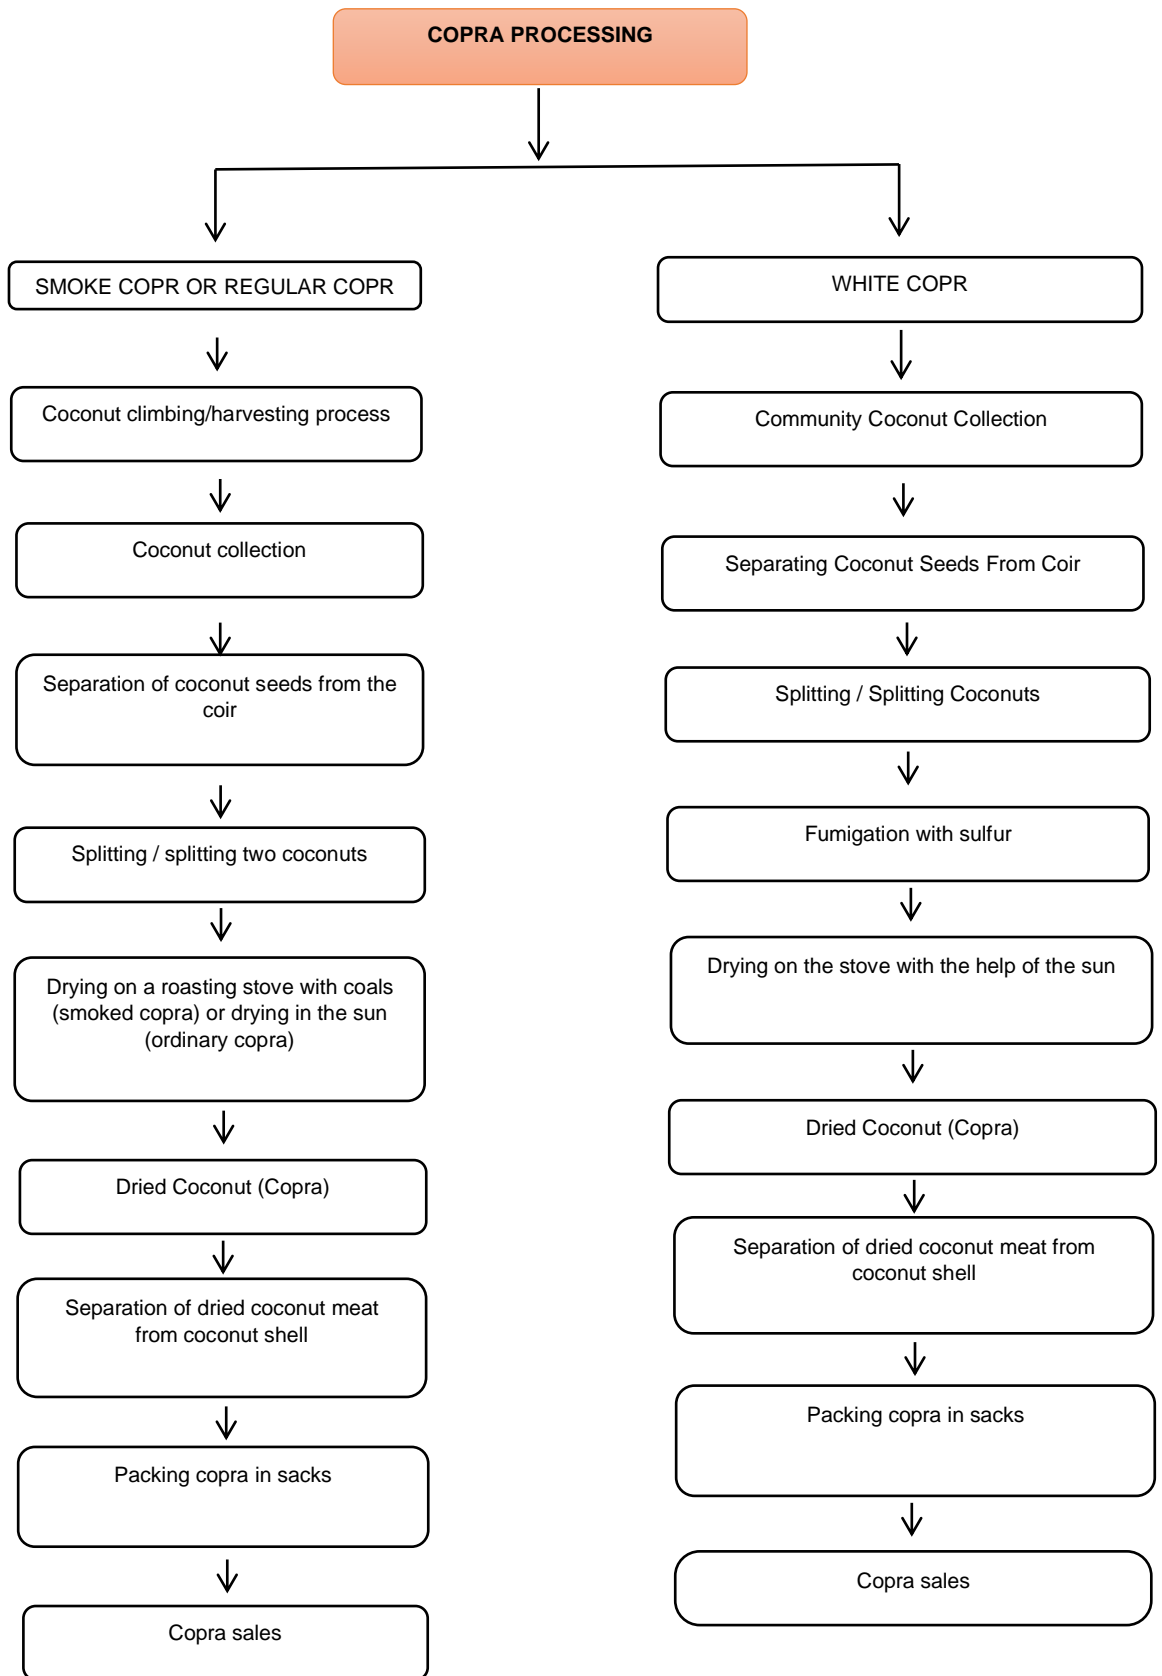 COPRA PROCESSING
SMOKE COPR OR REGULAR COPR
Coconut climbing/harvesting process
Coconut collection
Separation of coconut seeds from the
coir
Splitting / splitting two coconuts
Drying on a roasting stove with coals
(smoked copra) or drying in the sun
(ordinary copra)
Dried Coconut (Copra)
Separation of dried coconut meat
from coconut shell
Packing copra in sacks
Copra sales
WHITE COPR
Community Coconut Collection
Separating Coconut Seeds From Coir
Splitting / Splitting Coconuts
Fumigation with sulfur
Drying on the stove with the help of the sun
Dried Coconut (Copra)
Separation of dried coconut meat from
coconut shell
Packing copra in sacks
Copra sales